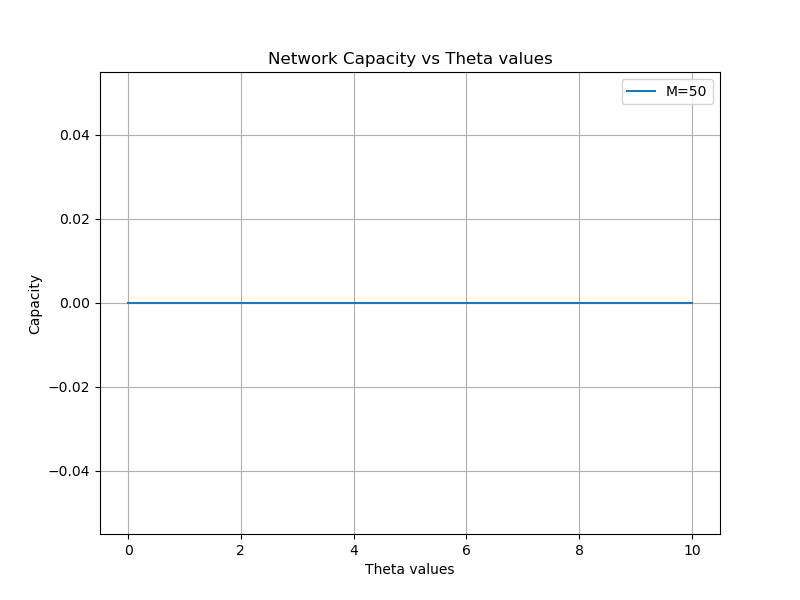 Network Capacity vs Theta values
M=50
0.04
0.02
0.00
−0.02
−0.04
Capacity
0 2 4 6 8 10
Theta values